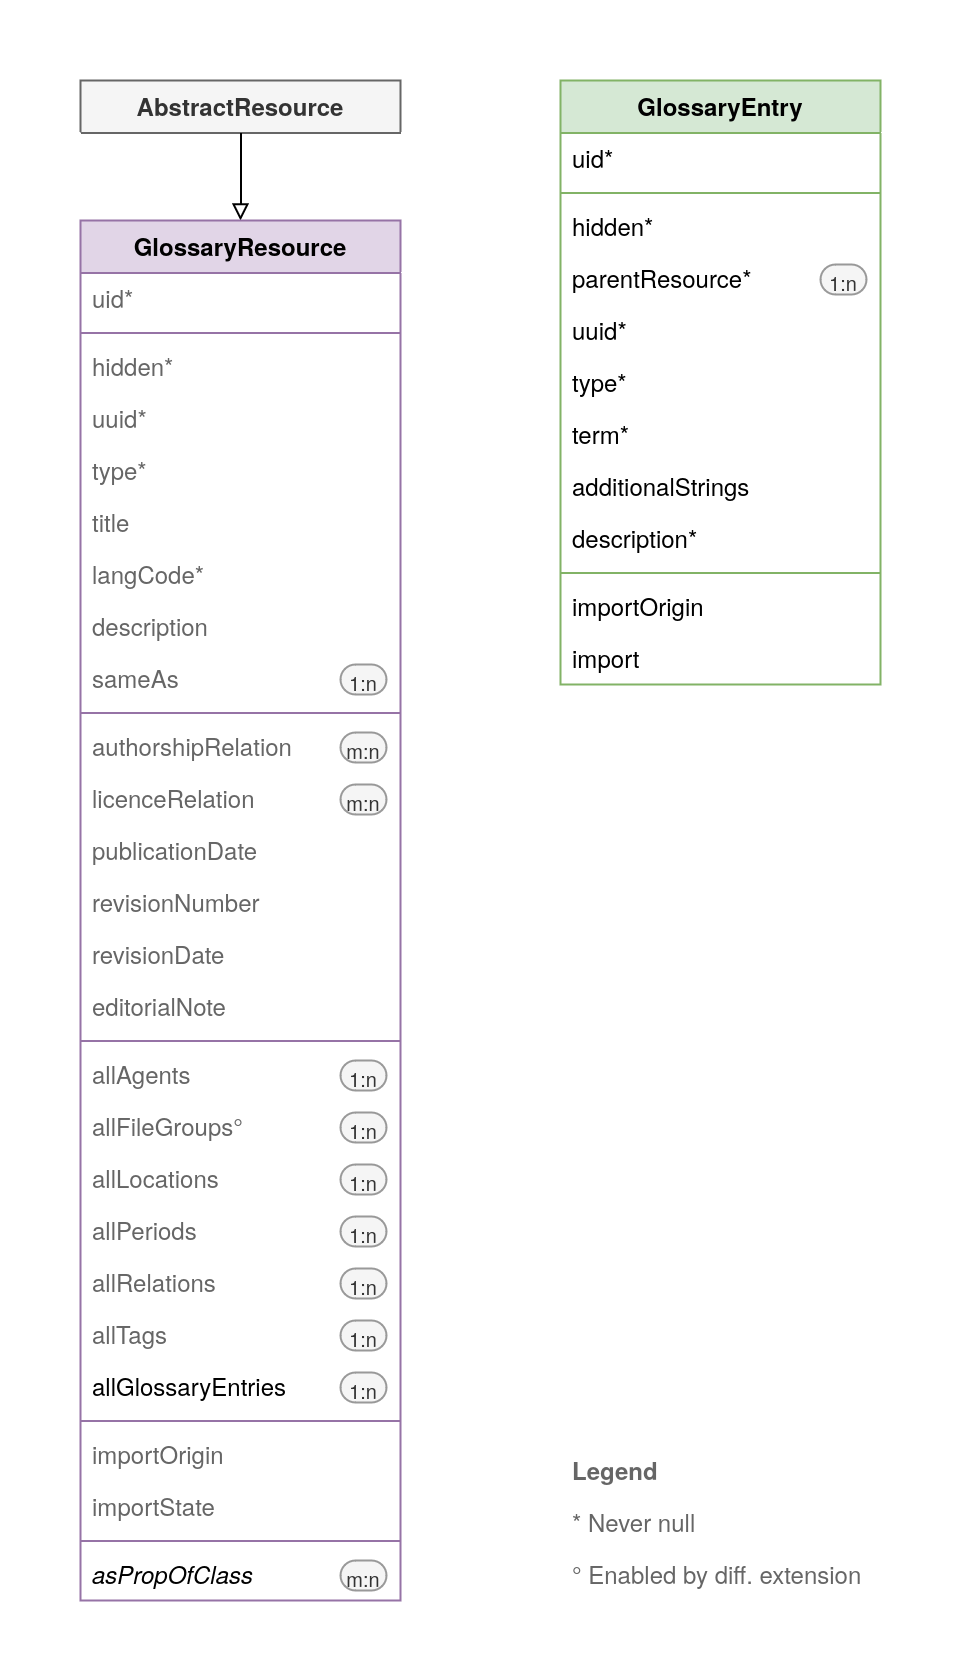 AbstractResource
GlossaryResource
uid*
hidden*
uuid*
type*
title
langCode*
description
sameAs 1:n
authorshipRelation m:n
licenceRelation m:n
publicationDate
revisionNumber
revisionDate
editorialNote
allAgents 1:n
allFileGroups° 1:n
allLocations 1:n
allPeriods 1:n
allRelations 1:n
allTags 1:n
allGlossaryEntries 1:n
importOrigin
importState
asPropOfClass m:n
GlossaryEntry
uid*
hidden*
parentResource* 1:n
uuid*
type*
term*
additionalStrings
description*
importOrigin
import
Legend
* Never null
° Enabled by diff. extension